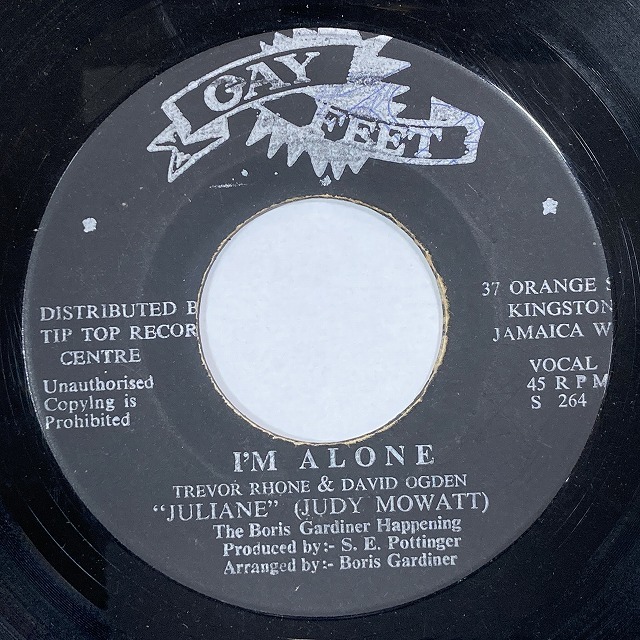 GAY
FEET
DISTRIBUTED B
TIP TOP RECOR
CENTRE
Unauthorised
Copylng is
Prohibited
37 ORANGE S
KINGSTON
JAMAICA W
VOCAL
45 R P M
S 264
I'M ALONE
TREVOR RHONE & DAVID OGDEN
"JULIANE" (JUDY MOWATT)
The Boris Gardiner Happening
Produced by:- S. E. Pottinger
Arranged by:- Boris Gardiner